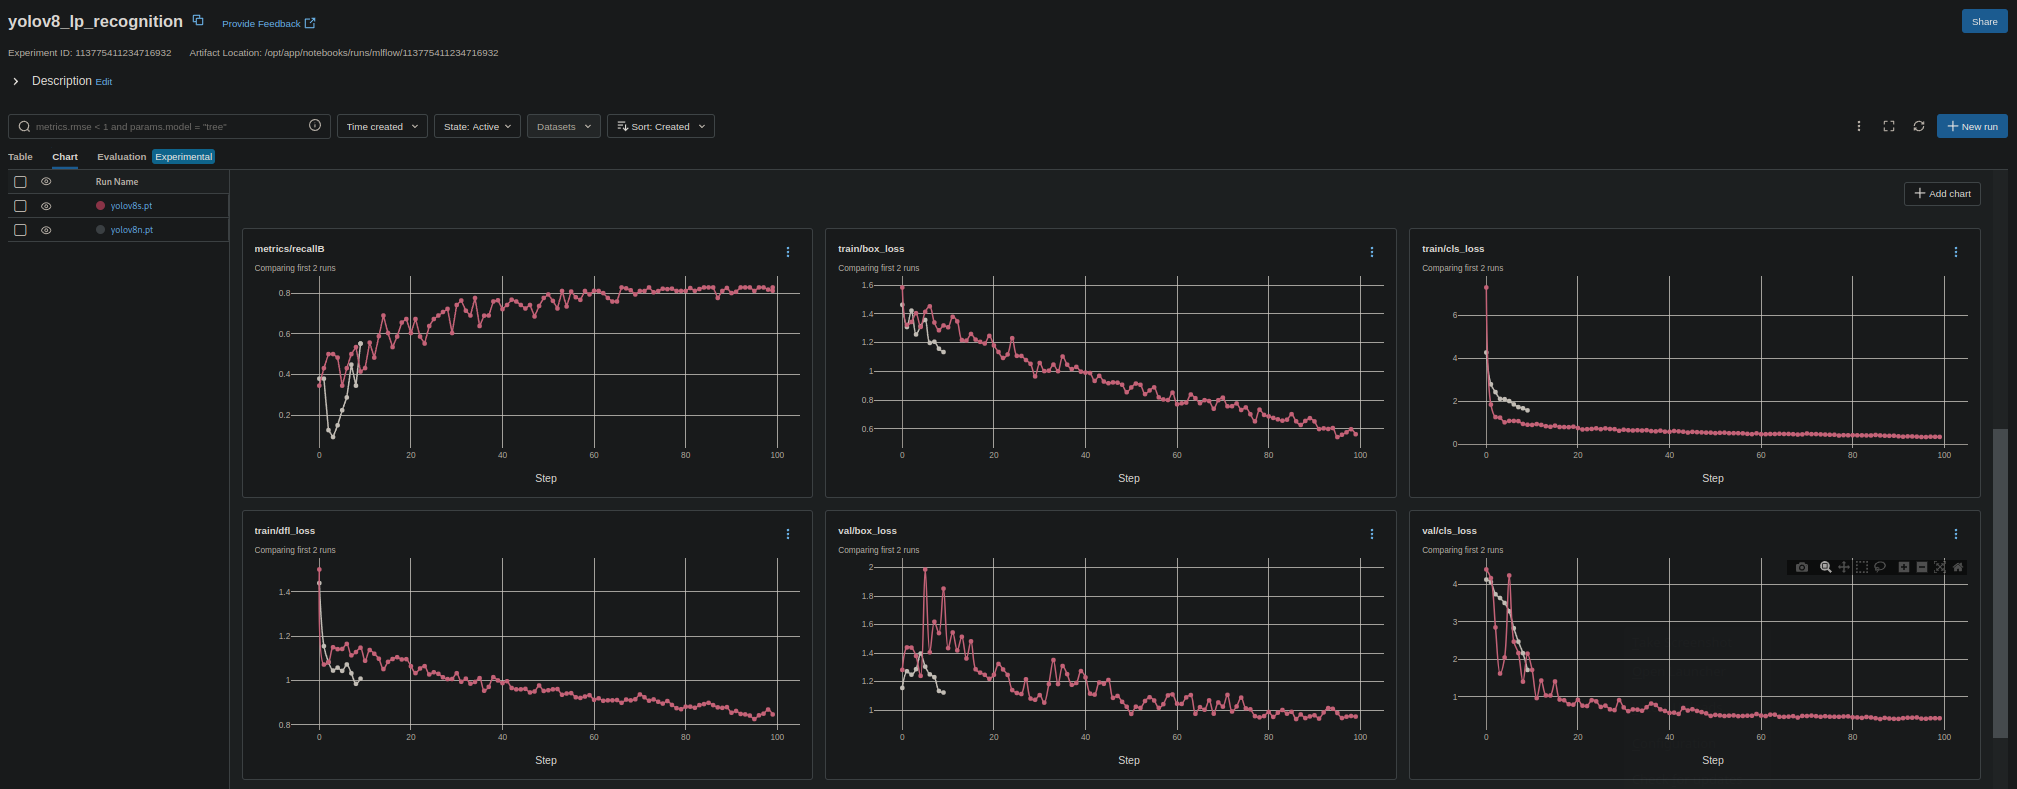 yolov8_lp_recognition Provide Feedback Share
Experiment ID: 113775411234716932 Artifact Location: /opt/app/notebooks/runs/mlflow/113775411234716932
Description Edit
metrics.rmse < 1 and params.model = "tree" Time created State: Active Datasets Sort: Created New run
Table Chart Evaluation Experimental
Run Name
yolov8s.pt
yolov8n.pt
Add chart
metrics/recallB
Comparing first 2 runs
0.8
0.6
0.4
0.2
0 20 40 60 80 100
Step
train/box_loss
Comparing first 2 runs
1.6
1.4
1.2
1
0.8
0.6
0 20 40 60 80 100
Step
train/cls_loss
Comparing first 2 runs
6
4
2
0
0 20 40 60 80 100
Step
train/dfl_loss
Comparing first 2 runs
1.4
1.2
1
0.8
0 20 40 60 80 100
Step
val/box_loss
Comparing first 2 runs
2
1.8
1.6
1.4
1.2
1
0 20 40 60 80 100
Step
val/cls_loss
Comparing first 2 runs
4
3
2
1
0 20 40 60 80 100
Step